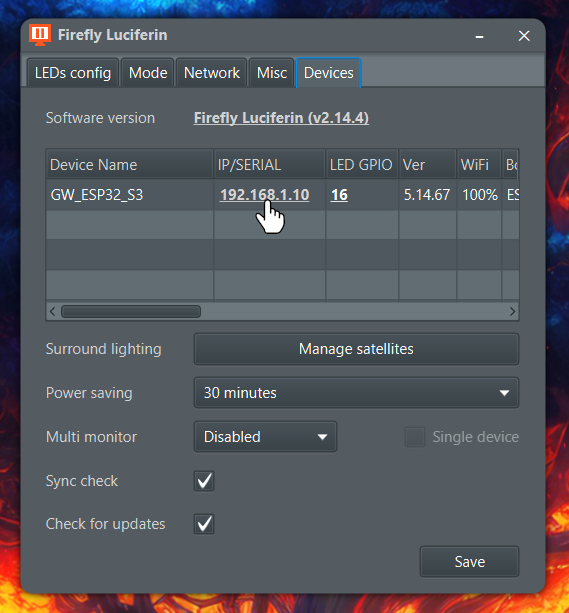 Firefly Luciferin
LEDs config Mode Network Misc Devices
Software version Firefly Luciferin (v2.14.4)
Device Name IP/SERIAL LED GPIO Ver WiFi Bo
GW_ESP32_S3 192.168.1.10 16 5.14.67 100% ES
Surround lighting Manage satellites
Power saving 30 minutes
Multi monitor Disabled Single device
Sync check
Check for updates
Save